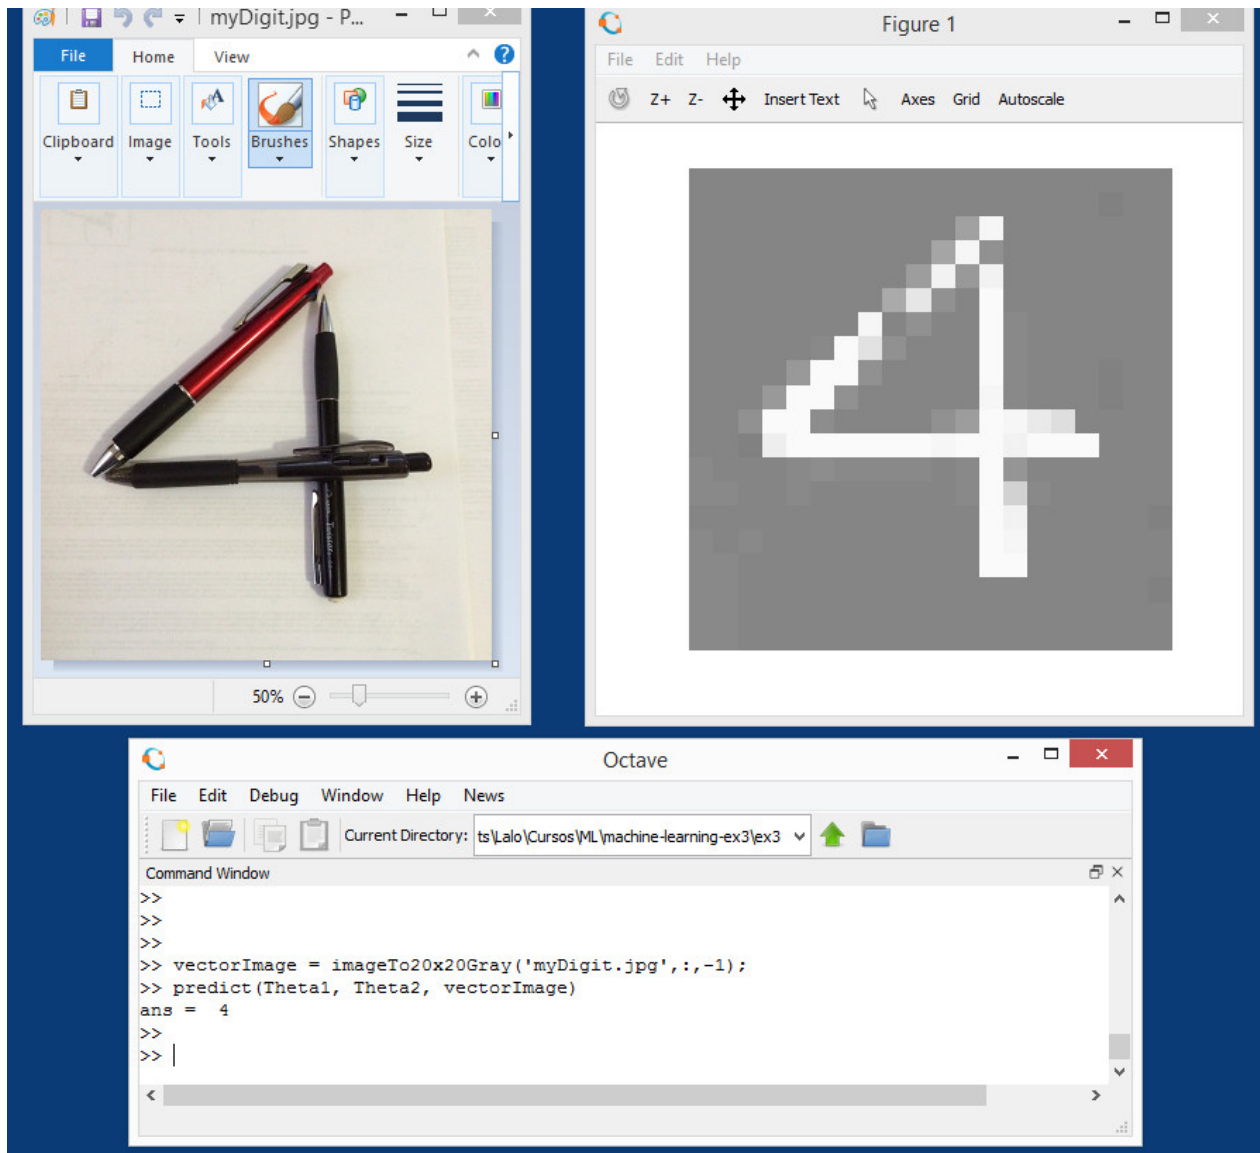 myDigit.jpg - P...
File Home View
Clipboard Image Tools Brushes Shapes Size Colo
50%
Figure 1
File Edit Help
Z+ Z- Insert Text Axes Grid Autoscale
Octave
File Edit Debug Window Help News
Current Directory: ts\Lalo\Cursos\ML\machine-learning-ex3\ex3
Command Window
>>
>>
>>
>> vectorImage = imageTo20x20Gray('myDigit.jpg',:,-1);
>> predict(Theta1, Theta2, vectorImage)
ans =  4
>>
>>